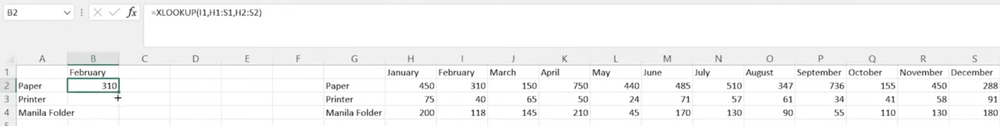 B2 fx =XLOOKUP(I1,H1:S1,H2:S2)
A B C D E F G H I J K L M N O P Q R S
1 February January February March April May June July August September October November December
2 Paper 310 Paper 450 310 150 750 440 485 510 347 736 155 450 288
3 Printer Printer 75 40 65 50 24 71 57 61 34 41 58 91
4 Manila Folder Manila Folder 200 118 145 210 45 170 130 90 55 110 130 180
5